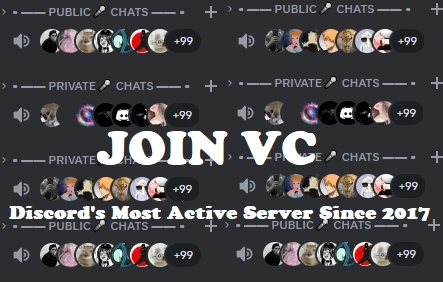 PUBLIC 🎤 CHATS PUBLIC 🎤 CHATS
+99 +99
PRIVATE 🎤 CHATS PRIVATE 🎤 CHATS
+99 +99
JOIN VC
PRIVATE 🎤 CHATS PRIVATE 🎤 CHATS
+99 +99
Discord's Most Active Server Since 2017
PUBLIC 🎤 CHATS PUBLIC 🎤 CHATS
+99 +99